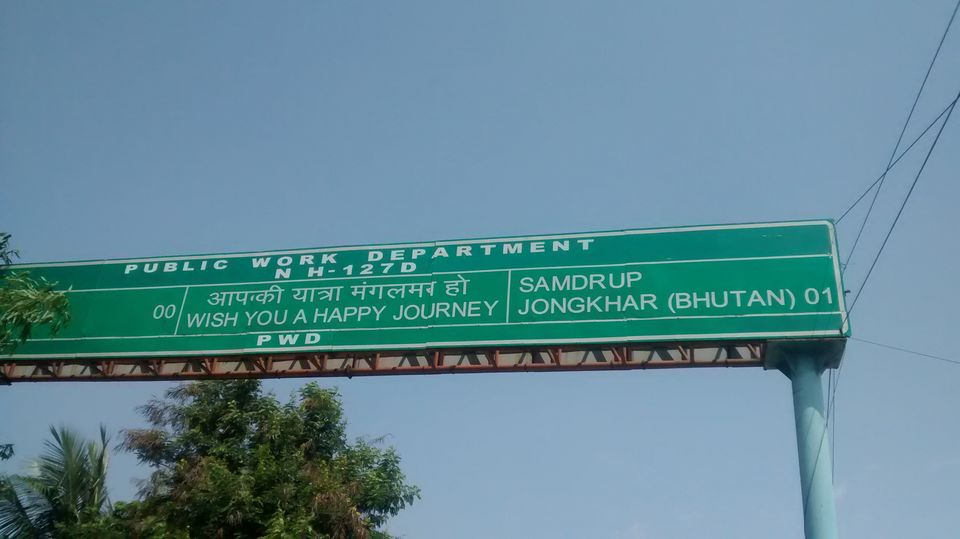 PUBLIC WORK DEPARTMENT
N H-127D
00
आपकी यात्रा मंगलमय हो
WISH YOU A HAPPY JOURNEY
SAMDRUP
JONGKHAR (BHUTAN) 01
PWD